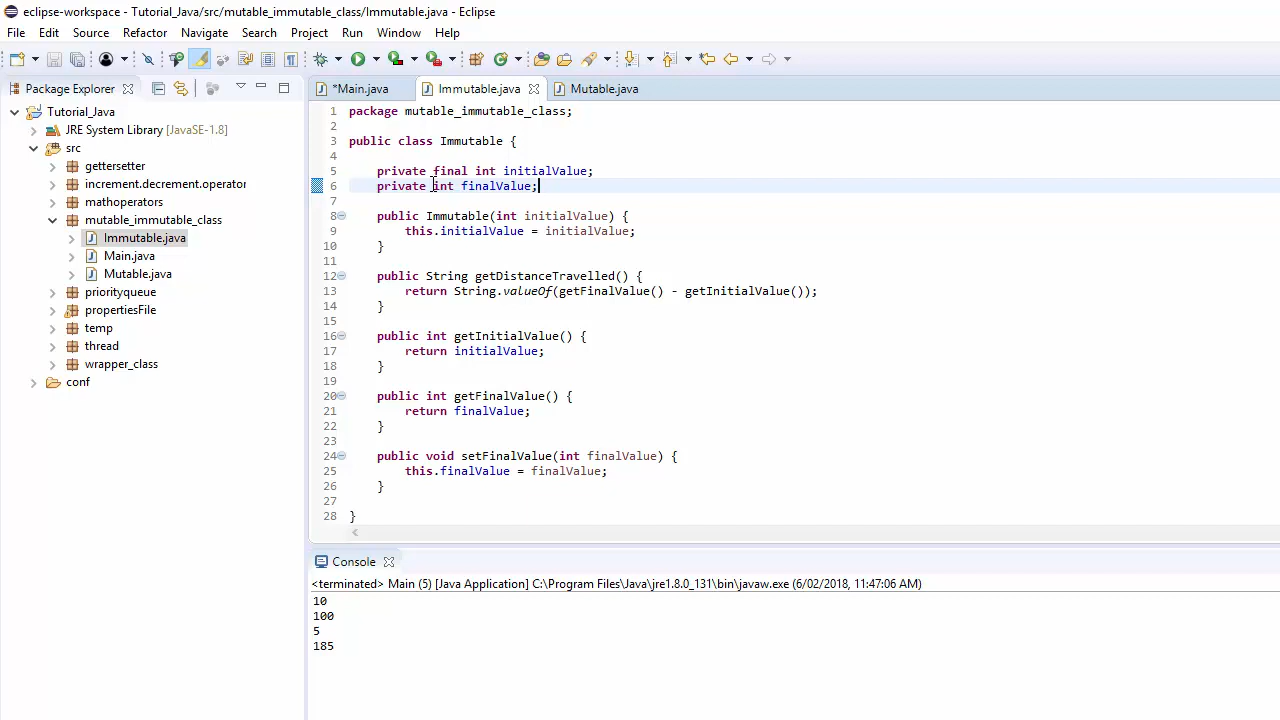 eclipse-workspace - Tutorial_Java/src/mutable_immutable_class/Immutable.java - Eclipse
File Edit Source Refactor Navigate Search Project Run Window Help
Package Explorer
*Main.java Immutable.java Mutable.java
Tutorial_Java
JRE System Library [JavaSE-1.8]
src
gettersetter
increment.decrement.operator
mathoperators
mutable_immutable_class
Immutable.java
Main.java
Mutable.java
priorityqueue
propertiesFile
temp
thread
wrapper_class
conf
1 package mutable_immutable_class;
2
3 public class Immutable {
4
5 private final int initialValue;
6 private int finalValue;
7
8 public Immutable(int initialValue) {
9 this.initialValue = initialValue;
10 }
11
12 public String getDistanceTravelled() {
13 return String.valueOf(getFinalValue() - getInitialValue());
14 }
15
16 public int getInitialValue() {
17 return initialValue;
18 }
19
20 public int getFinalValue() {
21 return finalValue;
22 }
23
24 public void setFinalValue(int finalValue) {
25 this.finalValue = finalValue;
26 }
27
28 }
Console
<terminated> Main (5) [Java Application] C:\Program Files\Java\jre1.8.0_131\bin\javaw.exe (6/02/2018, 11:47:06 AM)
10
100
5
185